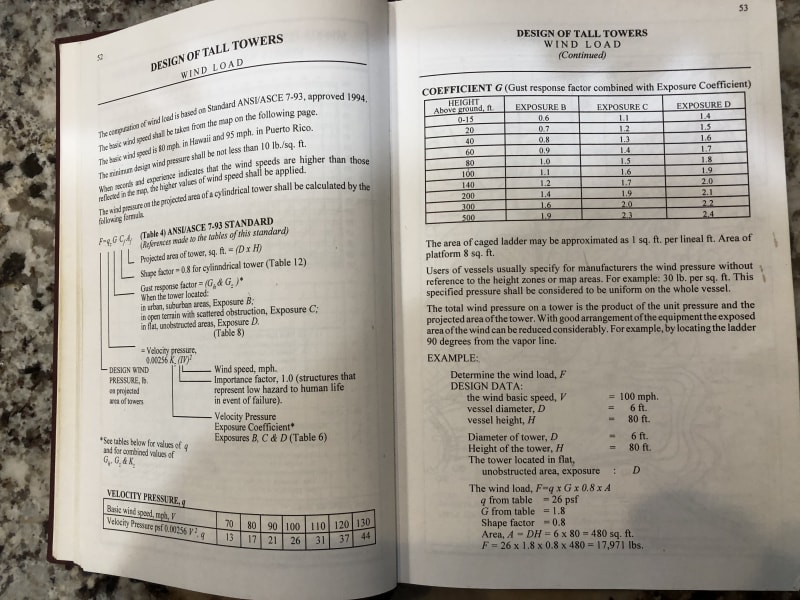 52
DESIGN OF TALL TOWERS
WIND LOAD
The computation of wind load is based on Standard ANSI/ASCE 7-93, approved 1994.
The basic wind speed shall be taken from the map on the following page.
The basic wind speed is 80 mph. in Hawaii and 95 mph. in Puerto Rico.
The minimum design wind pressure shall be not less than 10 lb./sq. ft.
When records and experience indicates that the wind speeds are higher than those
reflected in the map, the higher values of wind speed shall be applied.
The wind pressure on the projected area of a cylindrical tower shall be calculated by the
following formula.
F=qz G Cf Af (Table 4) ANSI/ASCE 7-93 STANDARD
(References made to the tables of this standard)
Projected area of tower, sq. ft. = (D x H)
Shape factor = 0.8 for cylinndrical tower (Table 12)
Gust response factor = (Gh & Gz )*
When the tower located:
in urban, suburban areas, Exposure B;
in open terrain with scattered obstruction, Exposure C;
in flat, unobstructed areas, Exposure D.
(Table 8)
= Velocity pressure,
0.00256 Kz (IV)²
DESIGN WIND
PRESSURE, lb.
on projected
area of towers
Wind speed, mph.
Importance factor, 1.0 (structures that
represent low hazard to human life
in event of failure).
Velocity Pressure
Exposure Coefficient*
Exposures B, C & D (Table 6)
*See tables below for values of q
and for combined values of
Gh, Gz & Kz
VELOCITY PRESSURE, q
Basic wind speed, mph, V 70 80 90 100 110 120 130
Velocity Pressure psf 0.00256 V², q 13 17 21 26 31 37 44
53
DESIGN OF TALL TOWERS
WIND LOAD
(Continued)
COEFFICIENT G (Gust response factor combined with Exposure Coefficient)
HEIGHT
Above ground, ft. EXPOSURE B EXPOSURE C EXPOSURE D
0-15 0.6 1.1 1.4
20 0.7 1.2 1.5
40 0.8 1.3 1.6
60 0.9 1.4 1.7
80 1.0 1.5 1.8
100 1.1 1.6 1.9
140 1.2 1.7 2.0
200 1.4 1.9 2.1
300 1.6 2.0 2.2
500 1.9 2.3 2.4
The area of caged ladder may be approximated as 1 sq. ft. per lineal ft. Area of
platform 8 sq. ft.
Users of vessels usually specify for manufacturers the wind pressure without
reference to the height zones or map areas. For example: 30 lb. per sq. ft. This
specified pressure shall be considered to be uniform on the whole vessel.
The total wind pressure on a tower is the product of the unit pressure and the
projected area of the tower. With good arrangement of the equipment the exposed
area of the wind can be reduced considerably. For example, by locating the ladder
90 degrees from the vapor line.
EXAMPLE:
Determine the wind load, F
DESIGN DATA:
the wind basic speed, V = 100 mph.
vessel diameter, D = 6 ft.
vessel height, H = 80 ft.
Diameter of tower, D = 6 ft.
Height of the tower, H = 80 ft.
The tower located in flat,
unobstructed area, exposure : D
The wind load, F=q x G x 0.8 x A
q from table = 26 psf
G from table = 1.8
Shape factor = 0.8
Area, A = DH = 6 x 80 = 480 sq. ft.
F = 26 x 1.8 x 0.8 x 480 = 17,971 lbs.